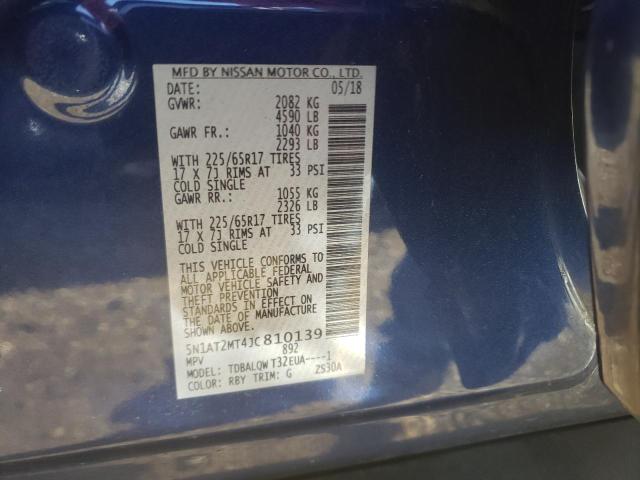 MFD BY NISSAN MOTOR CO., LTD.
DATE: 05/18
GVWR: 2082 KG
4590 LB
GAWR FR.: 1040 KG
2293 LB
WITH 225/65R17 TIRES
17 X 7J RIMS AT 33 PSI
COLD SINGLE
GAWR RR.: 1055 KG
2326 LB
WITH 225/65R17 TIRES
17 X 7J RIMS AT 33 PSI
COLD SINGLE
THIS VEHICLE CONFORMS TO
ALL APPLICABLE FEDERAL
MOTOR VEHICLE SAFETY AND
THEFT PREVENTION
STANDARDS IN EFFECT ON
THE DATE OF MANUFACTURE
SHOWN ABOVE.
5N1AT2MT4JC810139
MPV 892
MODEL: TDBALQW T32EUA----1
COLOR: RBY TRIM: G ZS30A